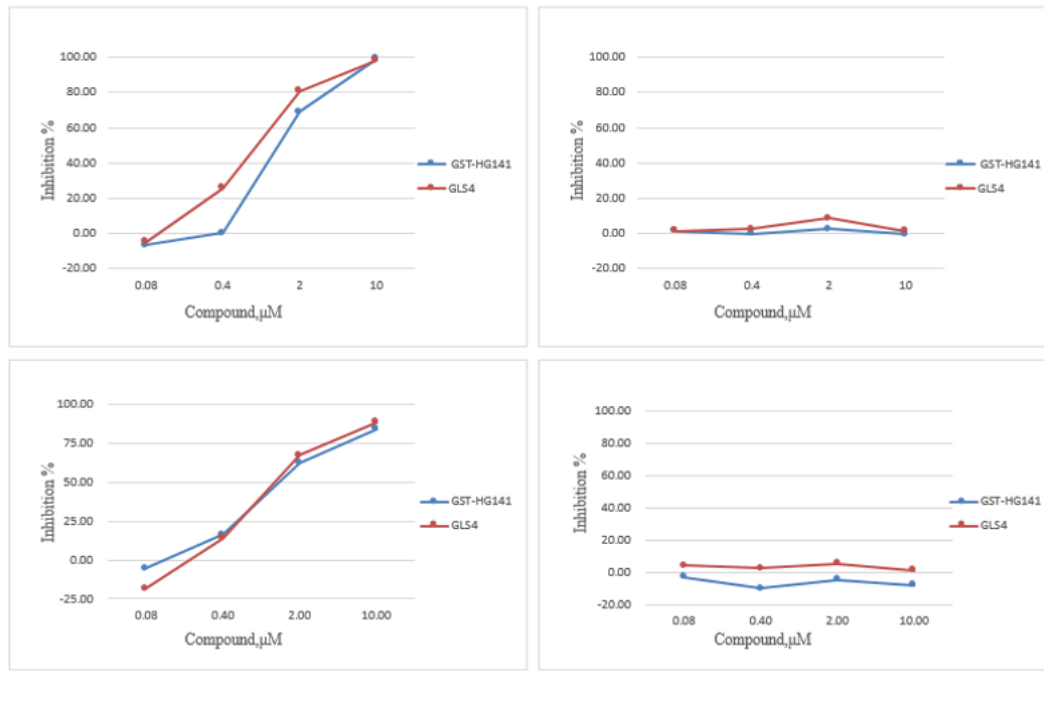 100.00
80.00
60.00
40.00
20.00
0.00
-20.00
Inhibition %
0.08 0.4 2 10
Compound,μM
GST-HG141
GLS4
100.00
80.00
60.00
40.00
20.00
0.00
-20.00
Inhibition %
0.08 0.4 2 10
Compound,μM
GST-HG141
GLS4
100.00
75.00
50.00
25.00
0.00
-25.00
Inhibition %
0.08 0.40 2.00 10.00
Compound,μM
GST-HG141
GLS4
100.00
80.00
60.00
40.00
20.00
0.00
-20.00
Inhibition %
0.08 0.40 2.00 10.00
Compound,μM
GST-HG141
GLS4